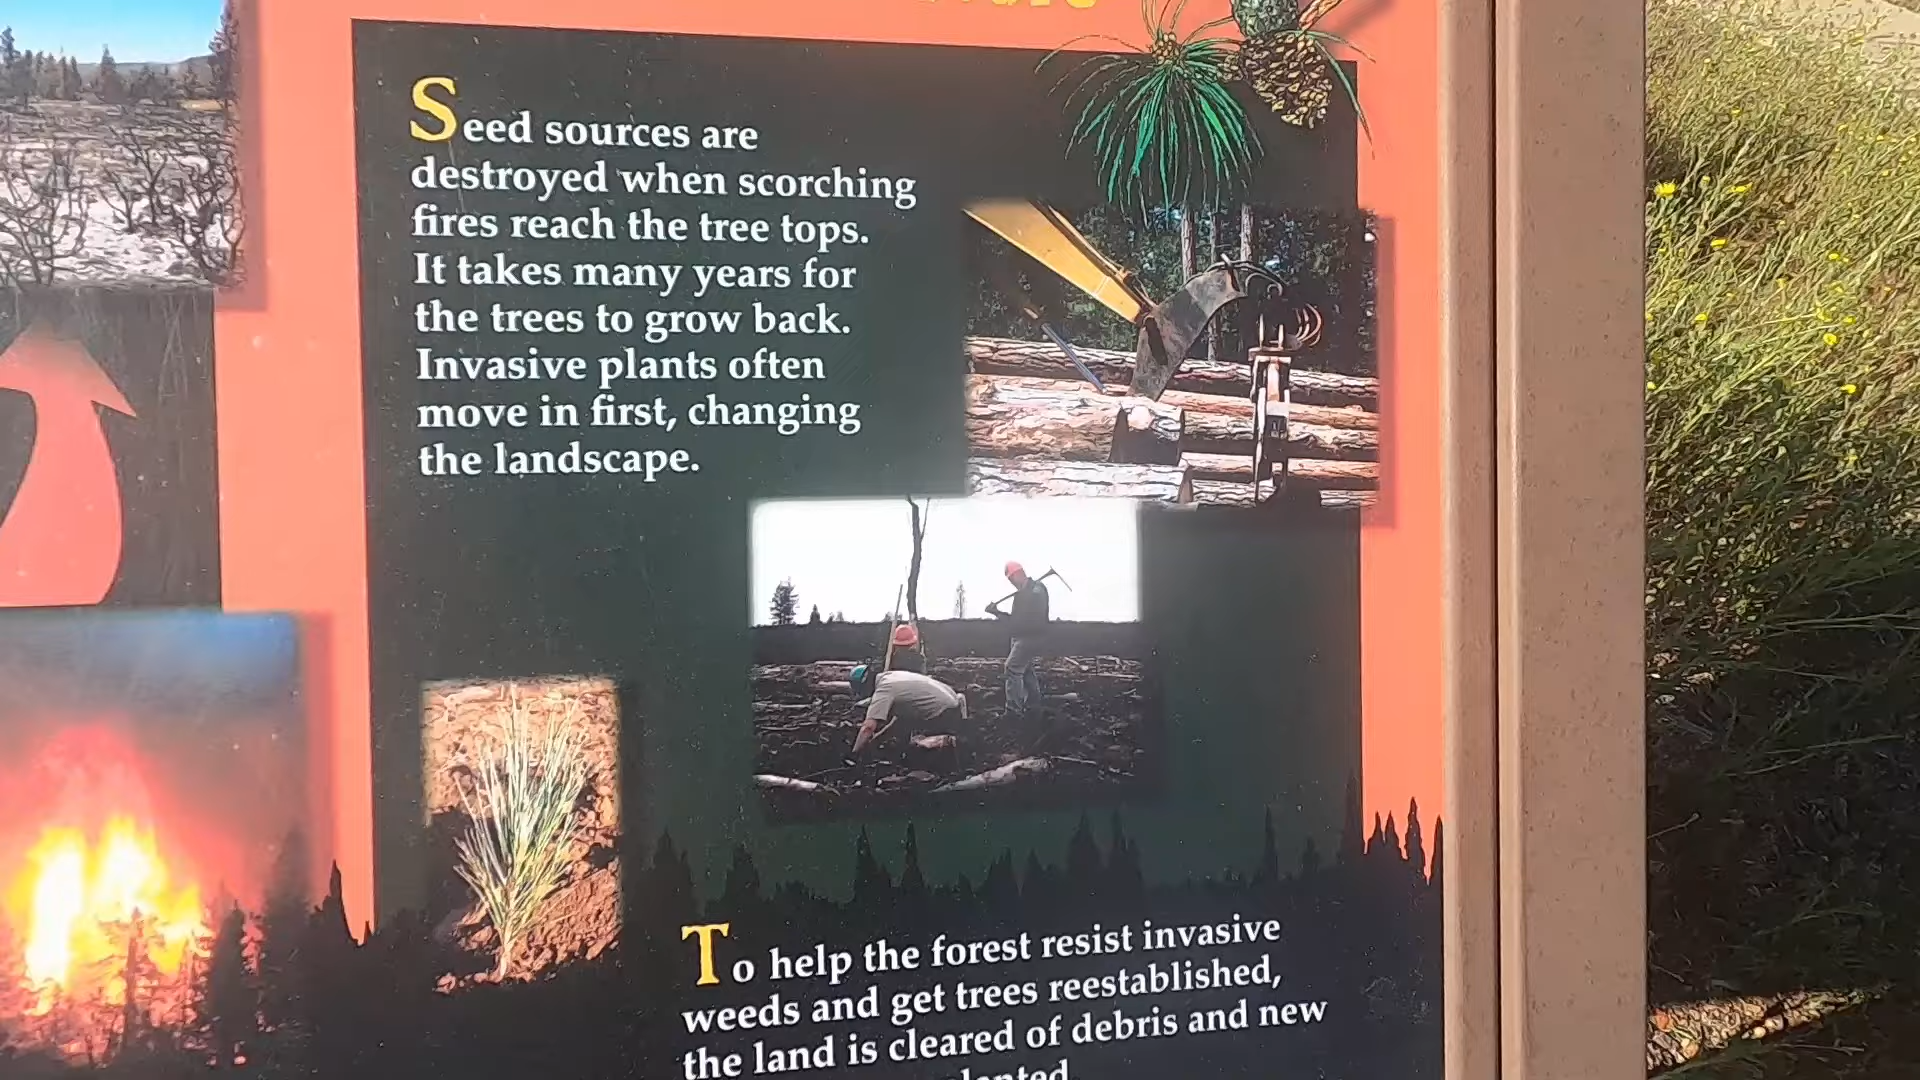 Seed sources are
destroyed when scorching
fires reach the tree tops.
It takes many years for
the trees to grow back.
Invasive plants often
move in first, changing
the landscape.
To help the forest resist invasive
weeds and get trees reestablished,
the land is cleared of debris and new